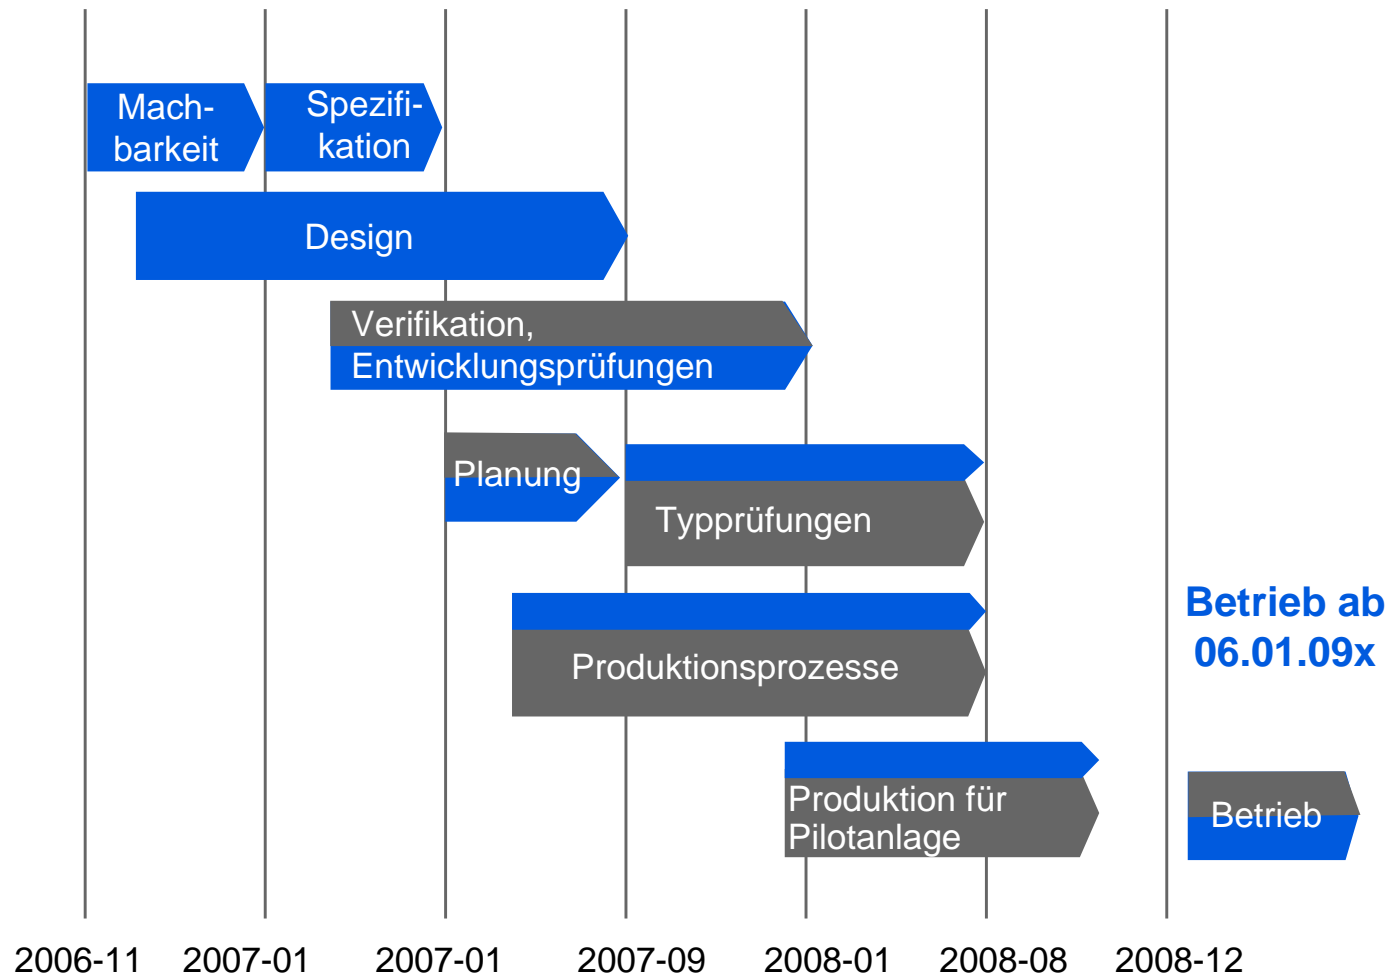 Mach-
barkeit
Spezifi-
kation
Design
Verifikation,
Entwicklungsprüfungen
Planung
Typprüfungen
Produktionsprozesse
Betrieb ab
06.01.09x
Produktion für
Pilotanlage
Betrieb
2006-11 2007-01 2007-01 2007-09 2008-01 2008-08 2008-12